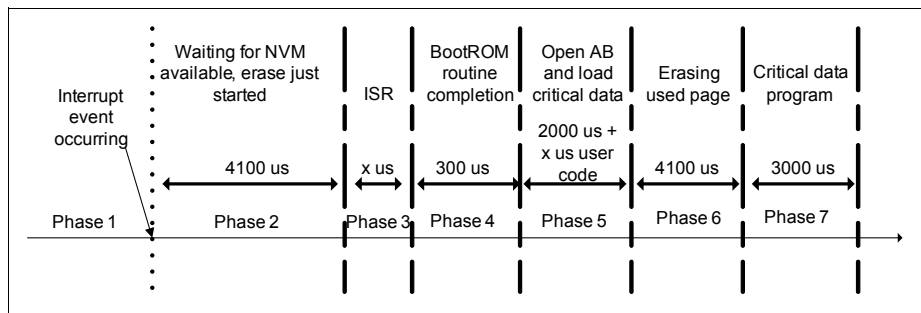 Waiting for NVM
available, erase just
started
Interrupt
event
occurring
4100 us
ISR
x us
BootROM
routine
completion
300 us
Open AB
and load
critical data
2000 us +
x us user
code
Erasing
used page
4100 us
Critical data
program
3000 us
Phase 1
Phase 2
Phase 3
Phase 4
Phase 5
Phase 6
Phase 7